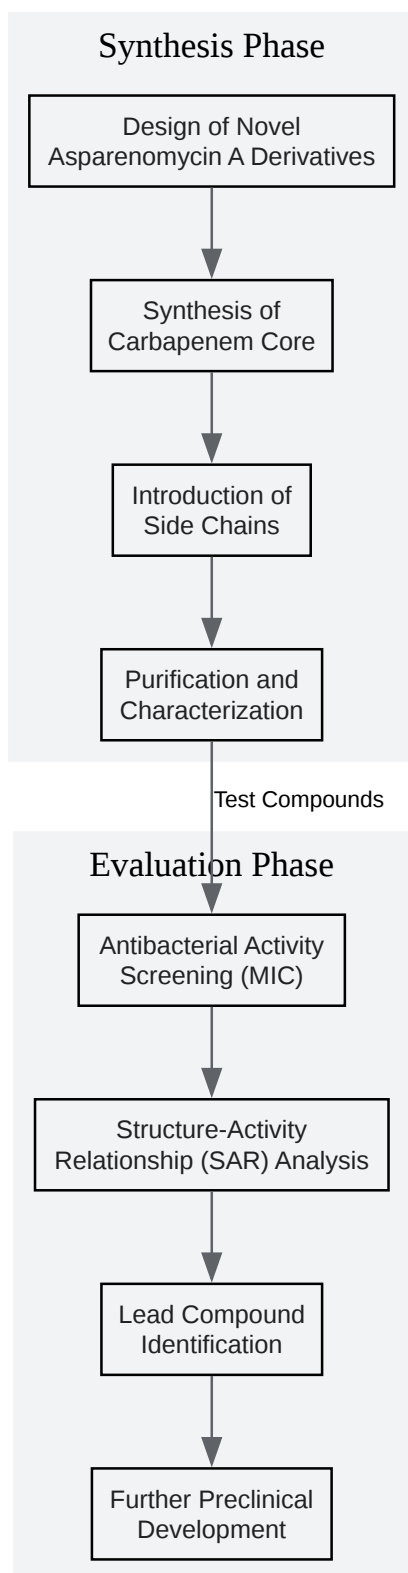 Synthesis Phase
Design of Novel
Asparenomycin A Derivatives
Synthesis of
Carbapenem Core
Introduction of
Side Chains
Purification and
Characterization
Test Compounds
Evaluation Phase
Antibacterial Activity
Screening (MIC)
Structure-Activity
Relationship (SAR) Analysis
Lead Compound
Identification
Further Preclinical
Development